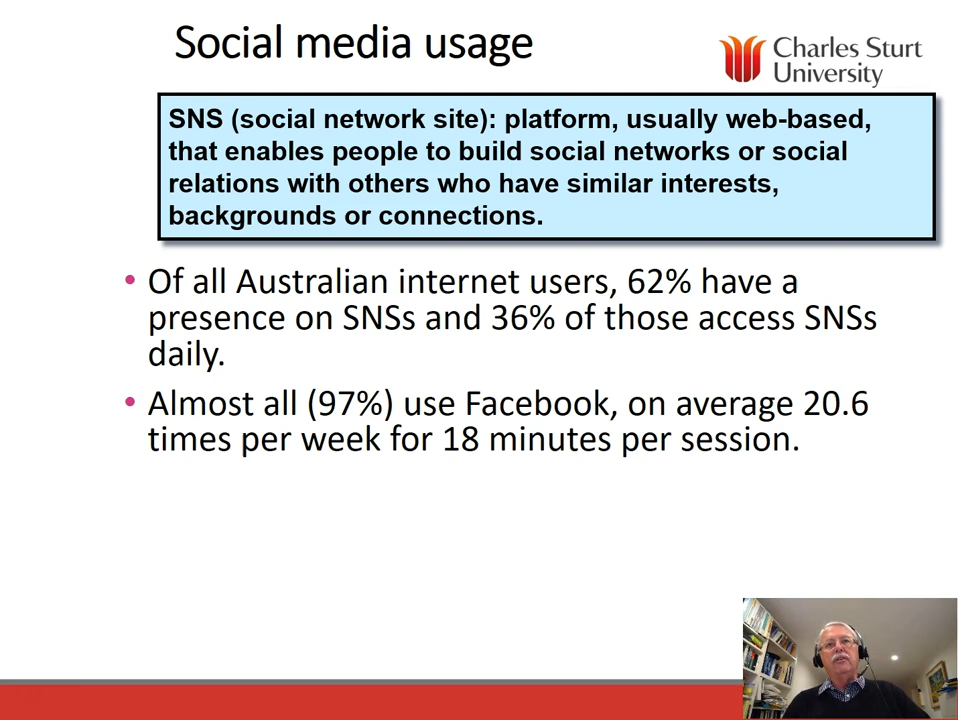 Social media usage
Charles Sturt
University
SNS (social network site): platform, usually web-based,
that enables people to build social networks or social
relations with others who have similar interests,
backgrounds or connections.
• Of all Australian internet users, 62% have a
presence on SNSs and 36% of those access SNSs
daily.
• Almost all (97%) use Facebook, on average 20.6
times per week for 18 minutes per session.